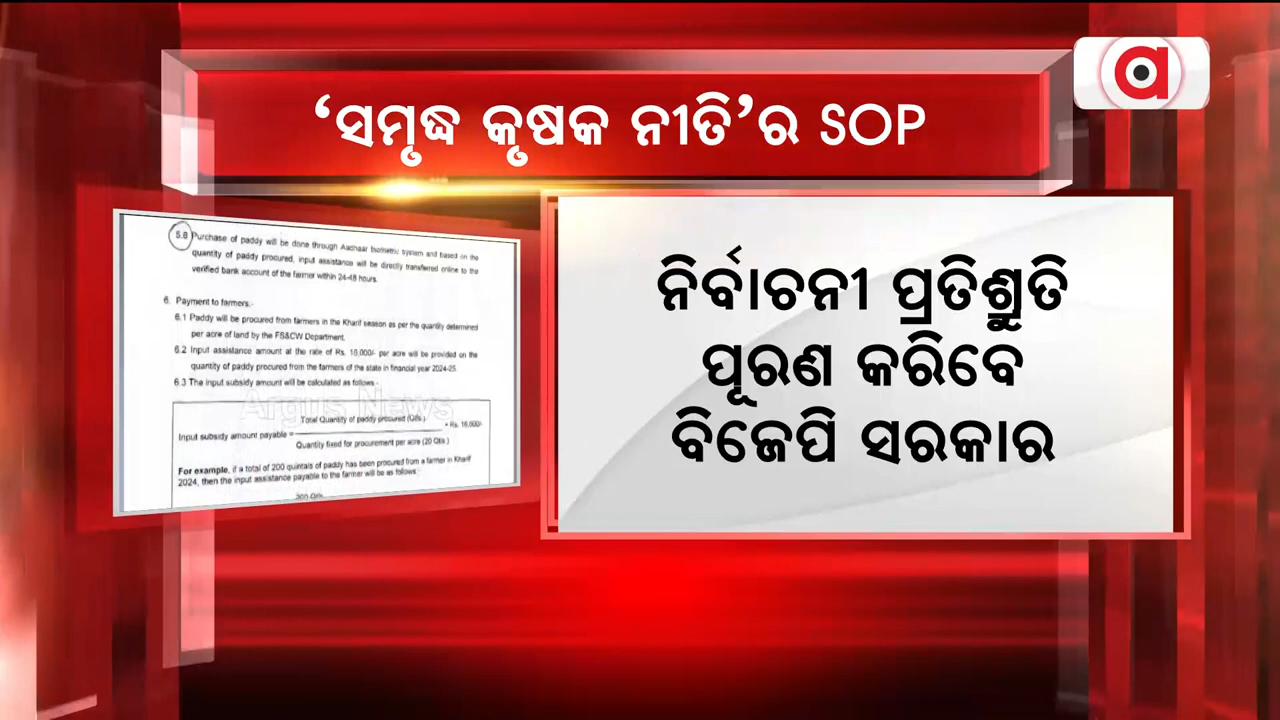 ‘ସମୃଦ୍ଧ କୃଷକ ନୀତି’ର SOP
a
5.8 Purchase of paddy will be done through Aadhaar biometric system and based on the
quantity of paddy procured, input assistance will be directly transferred online to the
verified bank account of the farmer within 24-48 hours.
6. Payment to farmers.-
6.1 Paddy will be procured from farmers in the Kharif season as per the quantity determined
per acre of land by the FS&CW Department.
6.2 Input assistance amount at the rate of Rs. 16,000/- per acre will be provided on the
quantity of paddy procured from the farmers of the state in financial year 2024-25.
6.3 The input subsidy amount will be calculated as follows -
Argus News
Total Quantity of paddy procured (Qtls.)
Input subsidy amount payable = × Rs. 16,000/-
Quantity fixed for procurement per acre (20 Qtls.)
For example, if a total of 200 quintals of paddy has been procured from a farmer in Kharif
2024, then the input assistance payable to the farmer will be as follows:
200 Qtls.
ନିର୍ବାଚନୀ ପ୍ରତିଶ୍ରୁତି
ପୂରଣ କରିବେ
ବିଜେପି ସରକାର